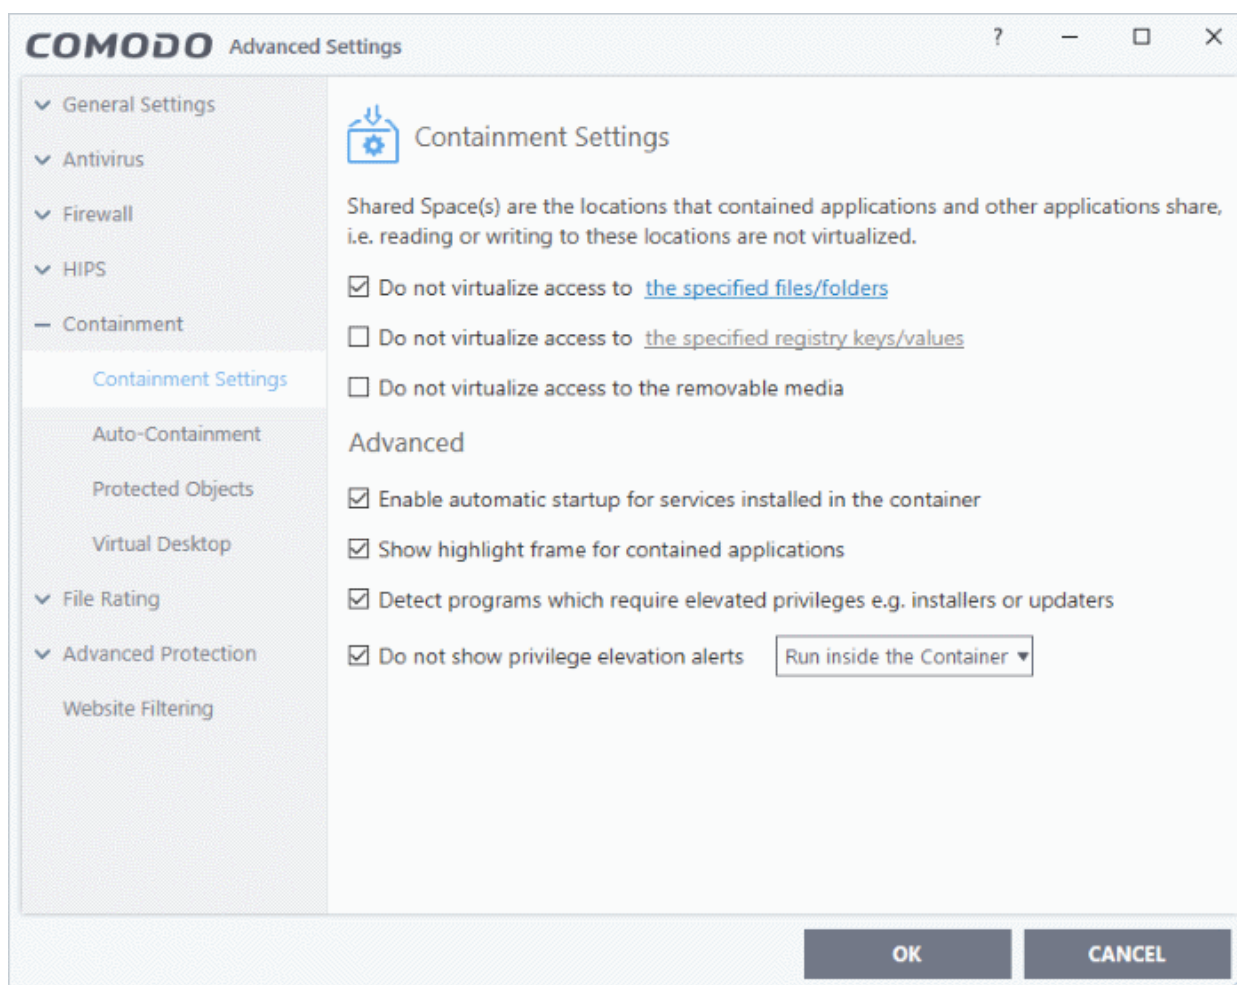 COMODO Advanced Settings ?
General Settings
Antivirus
Firewall
HIPS
Containment
Containment Settings
Auto-Containment
Protected Objects
Virtual Desktop
File Rating
Advanced Protection
Website Filtering
Containment Settings
Shared Space(s) are the locations that contained applications and other applications share,
i.e. reading or writing to these locations are not virtualized.
Do not virtualize access to the specified files/folders
Do not virtualize access to the specified registry keys/values
Do not virtualize access to the removable media
Advanced
Enable automatic startup for services installed in the container
Show highlight frame for contained applications
Detect programs which require elevated privileges e.g. installers or updaters
Do not show privilege elevation alerts Run inside the Container
OK CANCEL